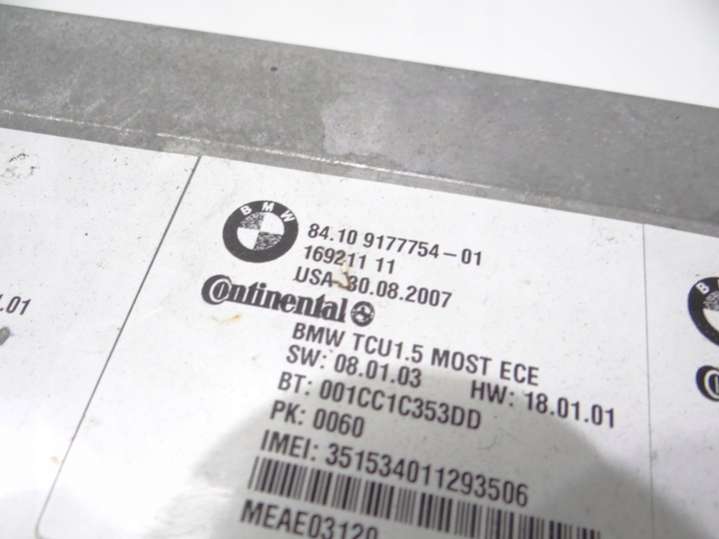 BMW
84.10 9177754-01
169211 11
USA 30.08.2007
Continental
BMW TCU1.5 MOST ECE
SW: 08.01.03 HW: 18.01.01
BT: 001CC1C353DD
PK: 0060
IMEI: 351534011293506
MEAE03120
.01